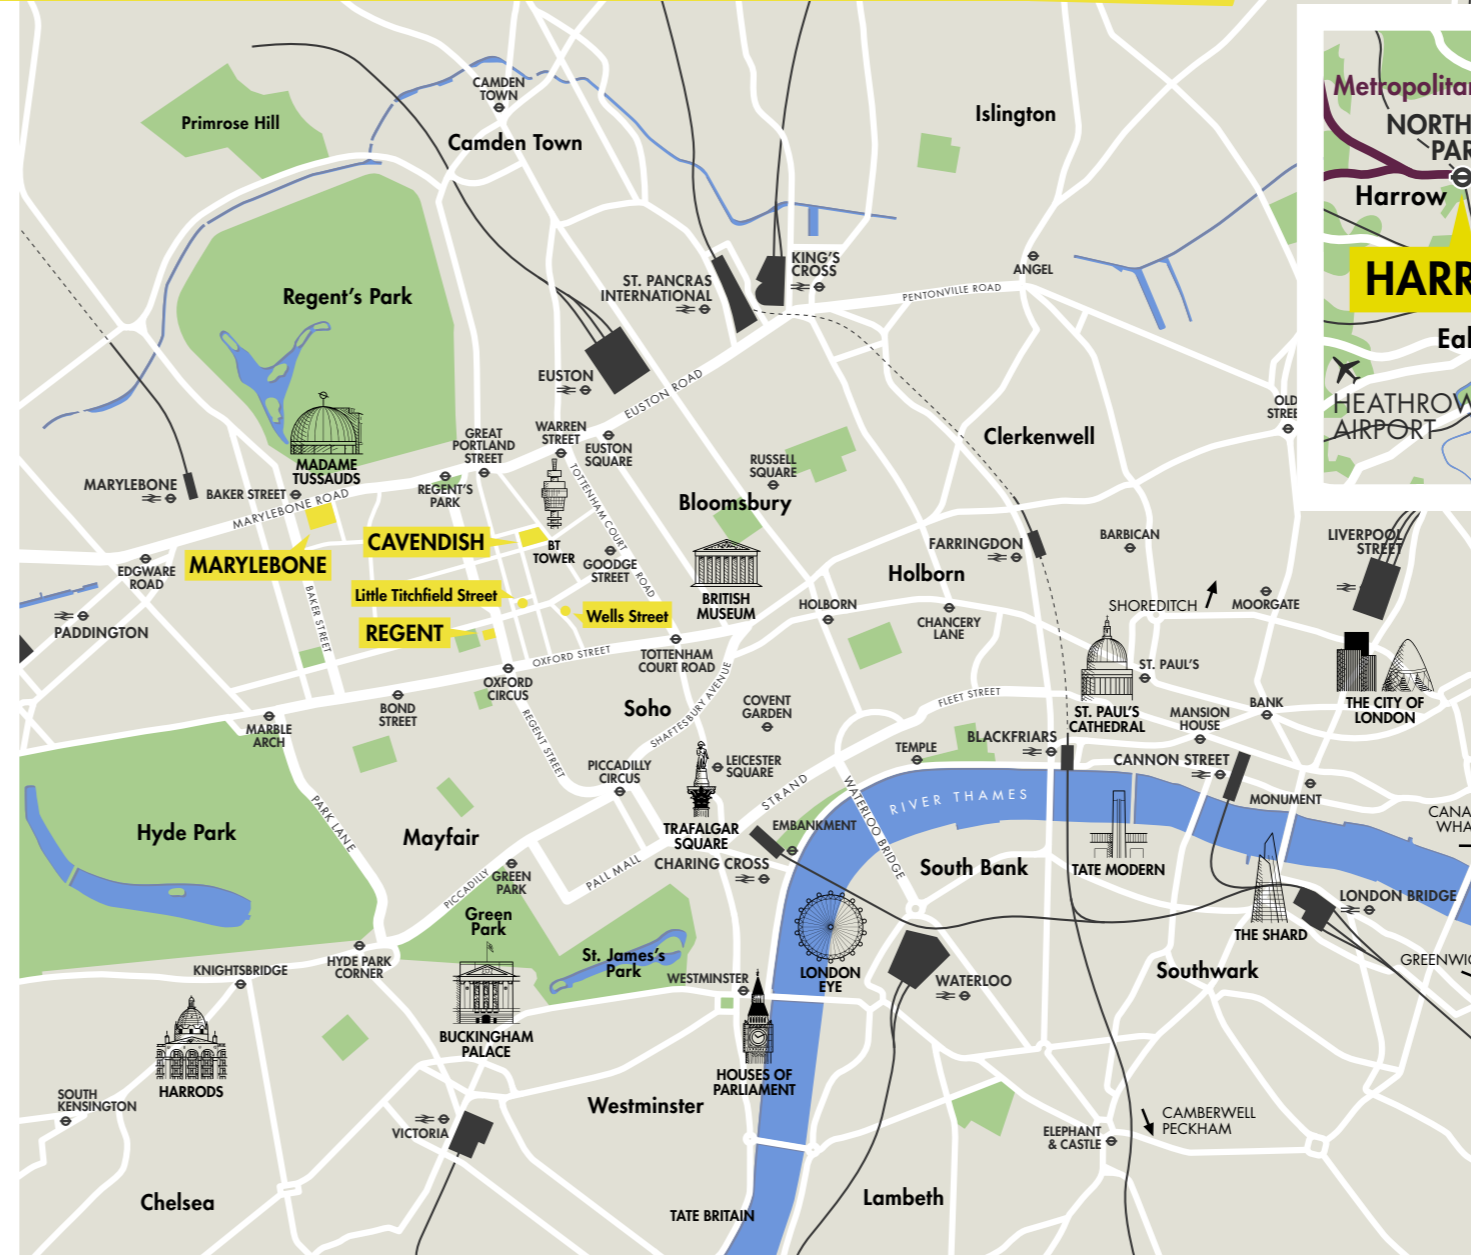 CAMDEN
TOWN
Primrose Hill
Camden Town
Islington
Regent's Park
ST. PANCRAS
INTERNATIONAL
KING'S
CROSS
ANGEL
PENTONVILLE ROAD
EUSTON
EUSTON ROAD
MADAME
TUSSAUDS
GREAT
PORTLAND
STREET
WARREN
STREET
EUSTON
SQUARE
RUSSELL
SQUARE
Clerkenwell
MARYLEBONE
BAKER STREET
MARYLEBONE ROAD
REGENT'S
PARK
TOTTENHAM COURT ROAD
Bloomsbury
CAVENDISH
BT
TOWER
GOODGE
STREET
MARYLEBONE
EDGWARE
ROAD
Little Titchfield Street
Wells Street
REGENT
BAKER STREET
PADDINGTON
BRITISH
MUSEUM
HOLBORN
Holborn
FARRINGDON
BARBICAN
CHANCERY
LANE
SHOREDITCH
MOORGATE
LIVERPOOL
STREET
OXFORD STREET
TOTTENHAM
COURT ROAD
OXFORD
CIRCUS
ST. PAUL'S
ST. PAUL'S
CATHEDRAL
MANSION
HOUSE
BANK
THE CITY OF
LONDON
BOND
STREET
MARBLE
ARCH
REGENT STREET
Soho
SHAFTESBURY AVENUE
COVENT
GARDEN
FLEET STREET
TEMPLE
BLACKFRIARS
CANNON STREET
MONUMENT
PICCADILLY
CIRCUS
LEICESTER
SQUARE
STRAND
WATERLOO BRIDGE
RIVER THAMES
Hyde Park
PARK LANE
Mayfair
TRAFALGAR
SQUARE
EMBANKMENT
CHARING CROSS
PALL MALL
PICCADILLY
GREEN
PARK
Green
Park
South Bank
TATE MODERN
CANA
WHA
LONDON BRIDGE
THE SHARD
KNIGHTSBRIDGE
HYDE PARK
CORNER
St. James's
Park
WESTMINSTER
LONDON
EYE
WATERLOO
Southwark
GREENWIC
HARRODS
BUCKINGHAM
PALACE
HOUSES OF
PARLIAMENT
SOUTH
KENSINGTON
VICTORIA
Westminster
ELEPHANT
& CASTLE
CAMBERWELL
PECKHAM
Chelsea
TATE BRITAIN
Lambeth
Metropolitan
NORTH
PAR
Harrow
HARR
Eal
HEATHROW
AIRPORT
OLD
STREE